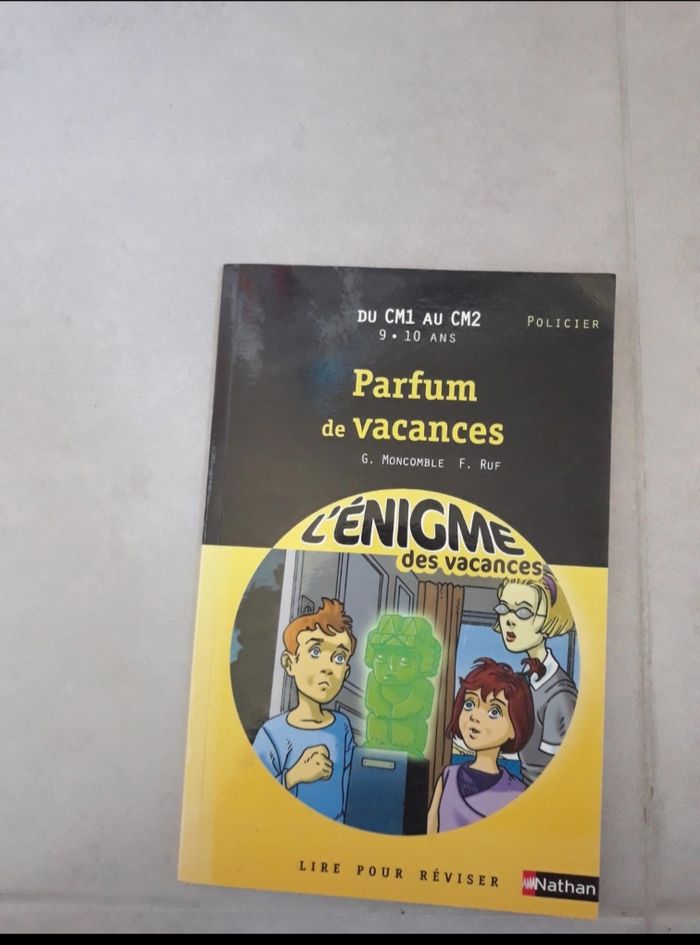 DU CM1 AU CM2
9 • 10 ANS
POLICIER
Parfum
de vacances
G. MONCOMBLE F. RUF
L'ÉNIGME
des vacances
LIRE POUR RÉVISER
Nathan